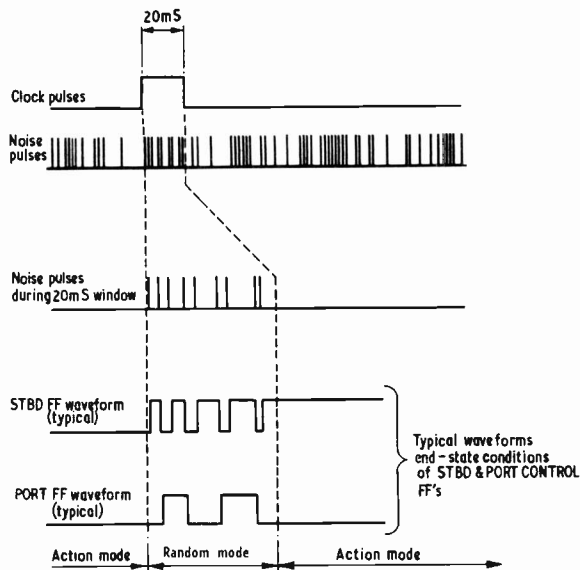 20mS
Clock pulses
Noise
pulses
Noise pulses
during 20mS window
STBD FF waveform
(typical)
Typical waveforms
end-state conditions
of STBD & PORT CONTROL
FF's
PORT FF waveform
(typical)
Action mode
Random mode
Action mode